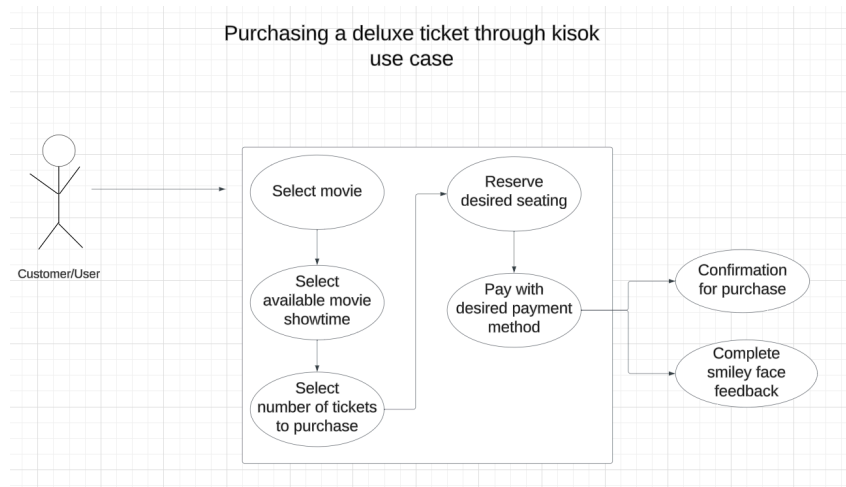 Purchasing a deluxe ticket through kisok
use case
Customer/User
Select movie
Select
available movie
showtime
Select
number of tickets
to purchase
Reserve
desired seating
Pay with
desired payment
method
Confirmation
for purchase
Complete
smiley face
feedback